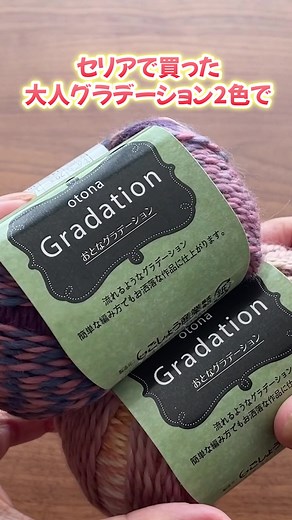 セリアで買った
大人グラデーション2色で
otona
Gradation
おとなグラデーション
流れるようなグラデーション
簡単な編み方でもお洒落な作品に仕上がります。
otona
Gradation
おとなグラデーション
流れるようなグラデーション
簡単な編み方でもお洒落な作品に仕上がります。